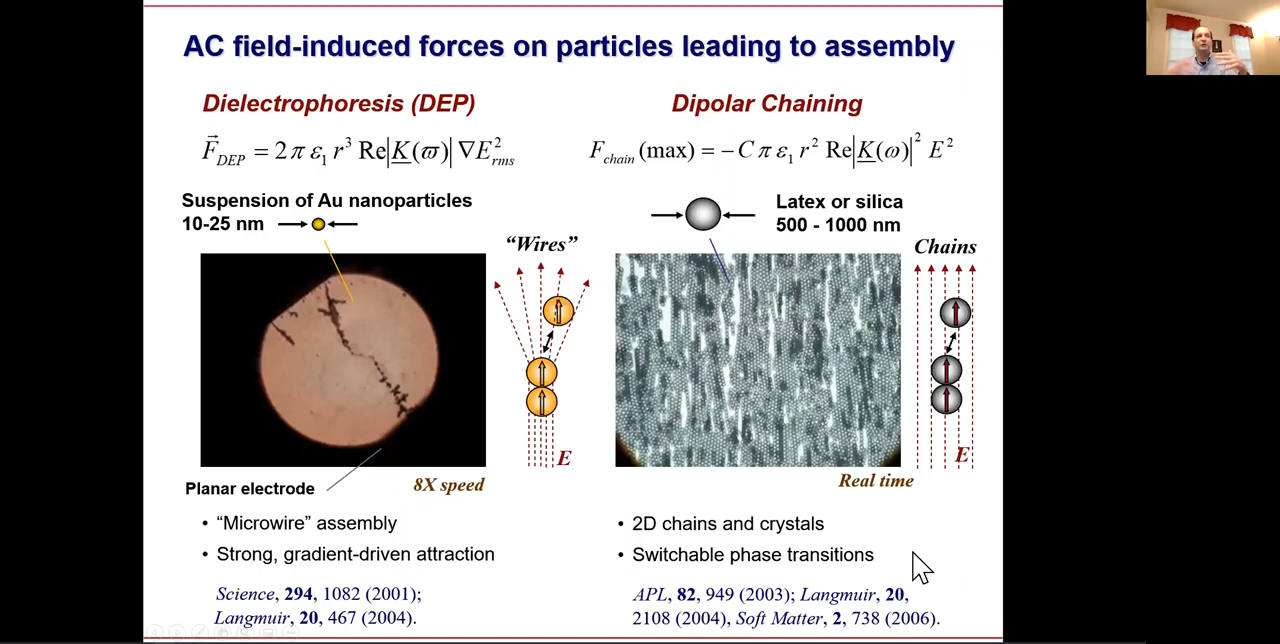 AC field-induced forces on particles leading to assembly
Dielectrophoresis (DEP)
F⃗_DEP = 2 π ε₁ r³ Re|K(ϖ)| ∇E²_rms
Suspension of Au nanoparticles
10-25 nm
“Wires”
E
Planar electrode
8X speed
• “Microwire” assembly
• Strong, gradient-driven attraction
Science, 294, 1082 (2001);
Langmuir, 20, 467 (2004).
Dipolar Chaining
F_chain (max) = − C π ε₁ r² Re|K(ω)|² E²
Latex or silica
500 - 1000 nm
Chains
E
Real time
• 2D chains and crystals
• Switchable phase transitions
APL, 82, 949 (2003); Langmuir, 20,
2108 (2004), Soft Matter, 2, 738 (2006).